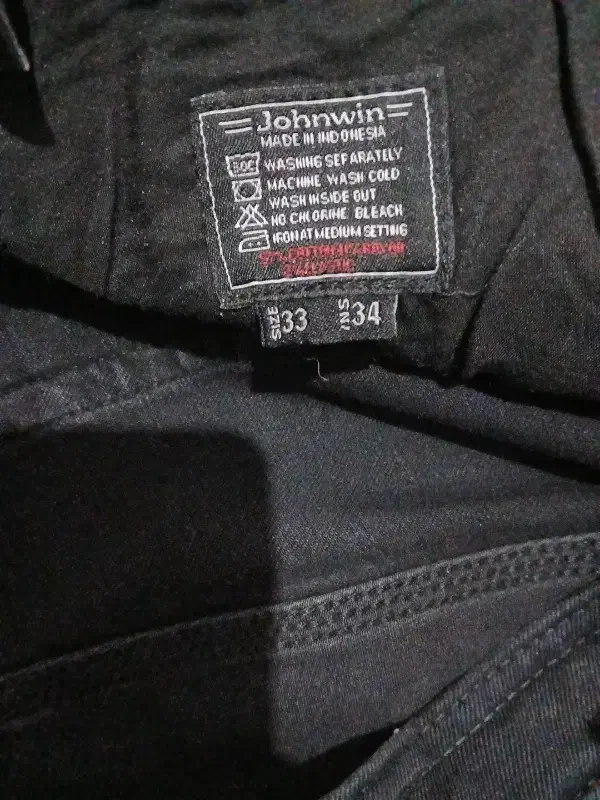 Johnwin
MADE IN INDONESIA
WASHING SEPARATELY
MACHINE WASH COLD
WASH INSIDE OUT
NO CHLORINE BLEACH
IRON AT MEDIUM SETTING
SIZE 33 INS 34